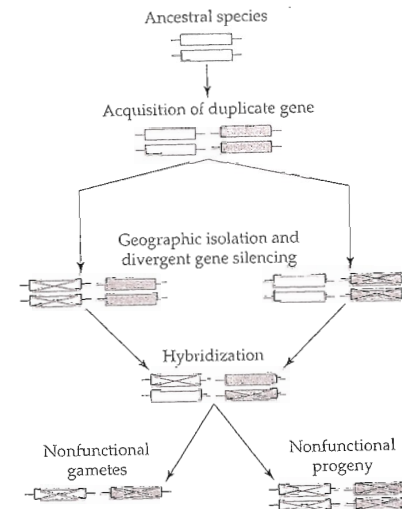 Ancestral species
Acquisition of duplicate gene
Geographic isolation and
divergent gene silencing
Hybridization
Nonfunctional
gametes
Nonfunctional
progeny